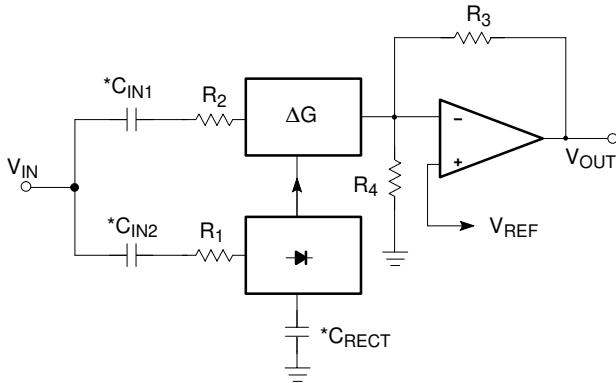 R3
*CIN1
R2
ΔG
−
+
VOUT
VIN
R4
VREF
*CIN2
R1
*CRECT